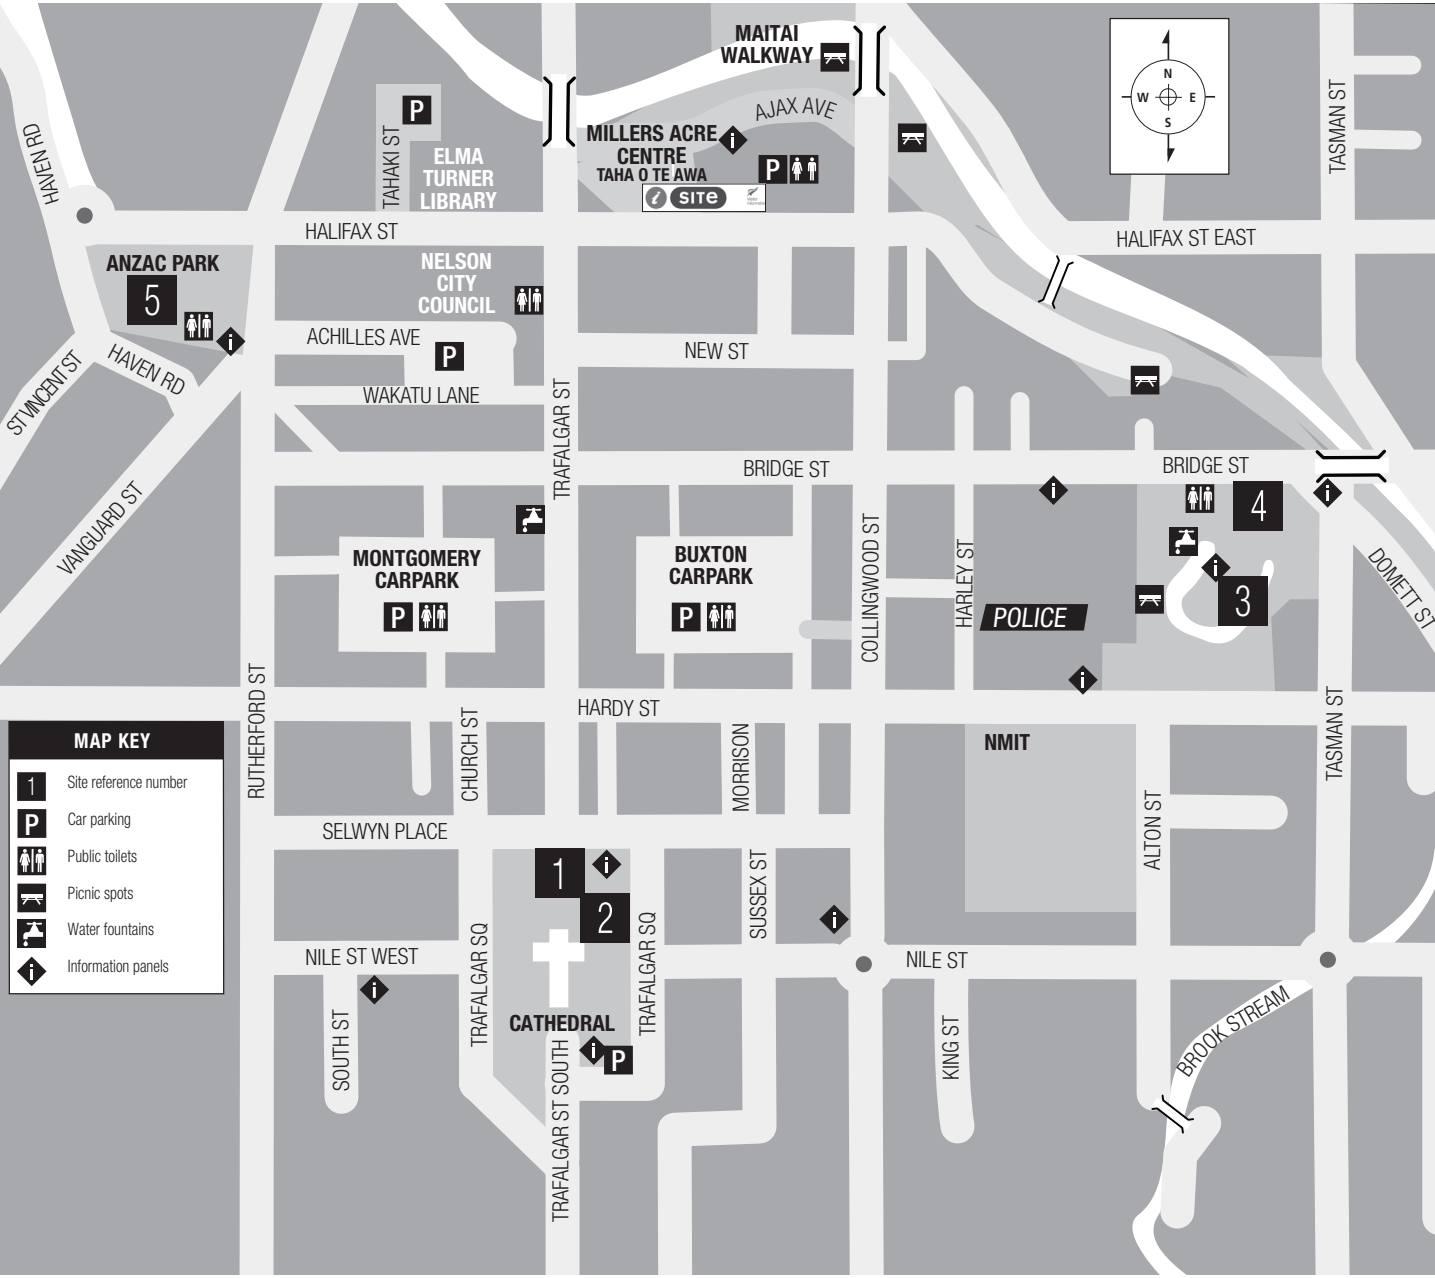 MAITAI
WALKWAY
N
W E
S
HAVEN RD
TAHAKI ST
P
ELMA
TURNER
LIBRARY
AJAX AVE
MILLERS ACRE
CENTRE
TAHA O TE AWA
i
P
i SITE
TASMAN ST
HALIFAX ST
HALIFAX ST EAST
ANZAC PARK
5
i
NELSON
CITY
COUNCIL
ACHILLES AVE
P
NEW ST
HAVEN RD
ST VINCENT ST
WAKATU LANE
TRAFALGAR ST
BRIDGE ST
BRIDGE ST
VANGUARD ST
i
4
i
MONTGOMERY
CARPARK
P
BUXTON
CARPARK
P
COLLINGWOOD ST
HARLEY ST
POLICE
i
3
DOMETT ST
i
RUTHERFORD ST
HARDY ST
CHURCH ST
MORRISON
NMIT
TASMAN ST
MAP KEY
1 Site reference number
P Car parking
Public toilets
Picnic spots
Water fountains
i Information panels
SELWYN PLACE
ALTON ST
1
i
2
SUSSEX ST
i
TRAFALGAR SQ
TRAFALGAR SQ
NILE ST WEST
NILE ST
i
SOUTH ST
CATHEDRAL
i
P
TRAFALGAR ST SOUTH
KING ST
BROOK STREAM